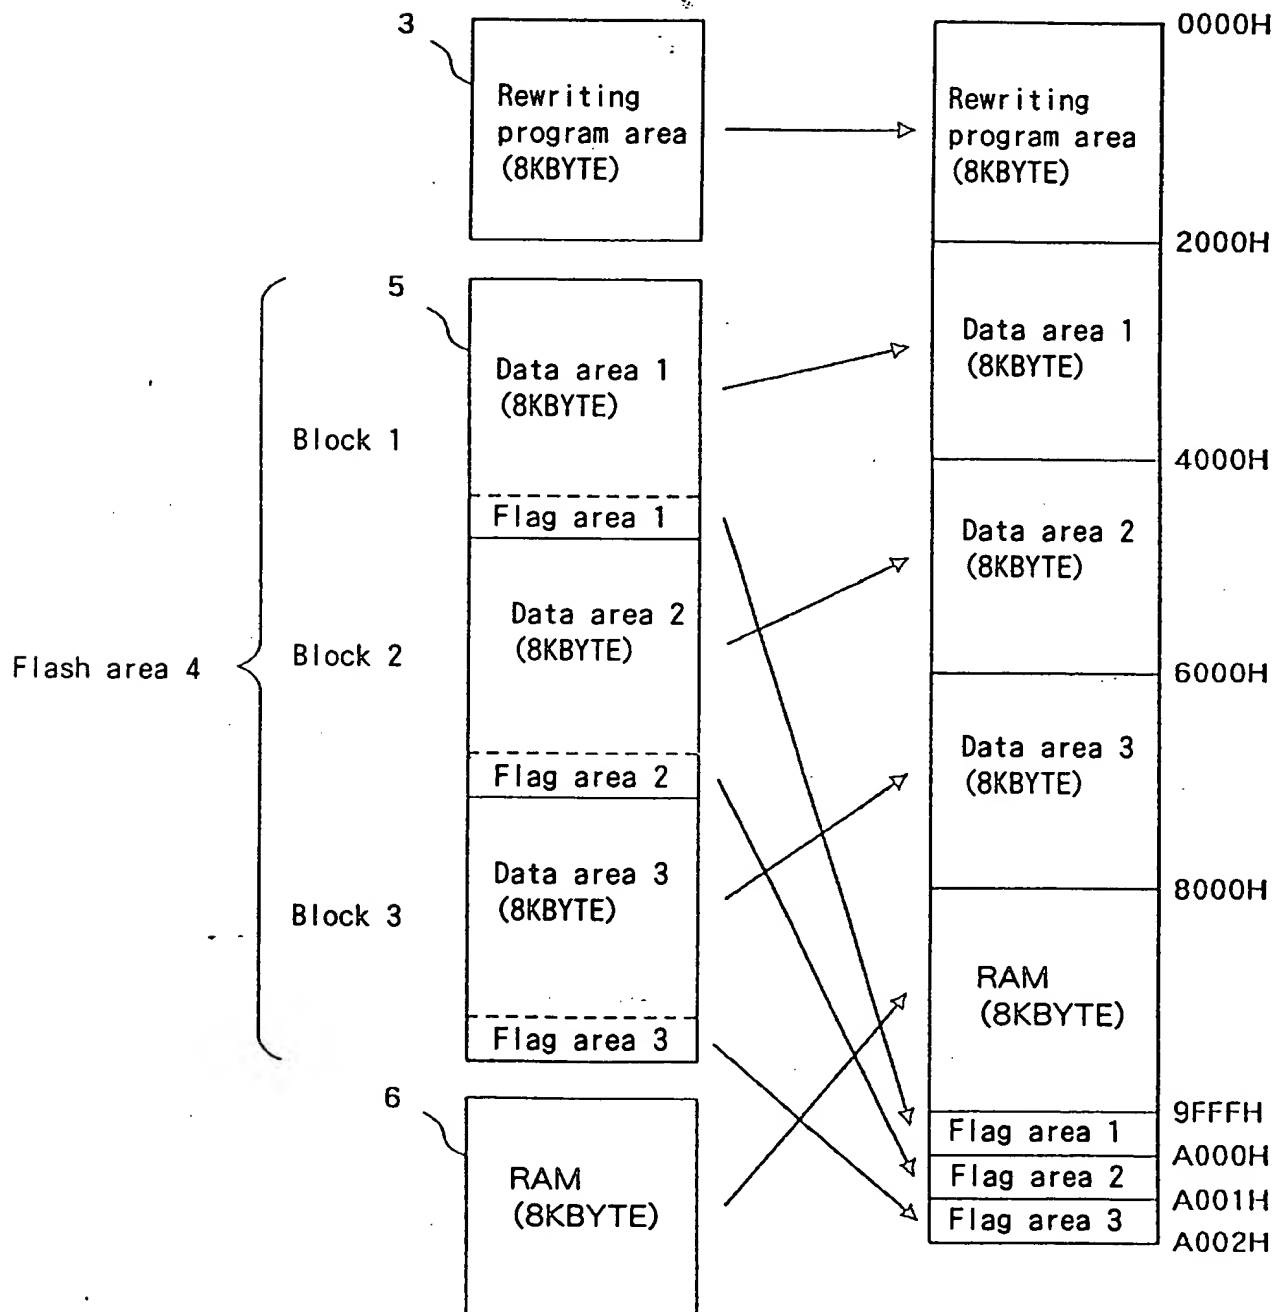 3
Rewriting
program area
(8KBYTE)
5
Data area 1
(8KBYTE)
Block 1
Flag area 1
Data area 2
(8KBYTE)
Block 2
Flash area 4
Flag area 2
Data area 3
(8KBYTE)
Block 3
Flag area 3
6
RAM
(8KBYTE)
0000H
Rewriting
program area
(8KBYTE)
2000H
Data area 1
(8KBYTE)
4000H
Data area 2
(8KBYTE)
6000H
Data area 3
(8KBYTE)
8000H
RAM
(8KBYTE)
9FFFH
Flag area 1
A000H
Flag area 2
A001H
Flag area 3
A002H